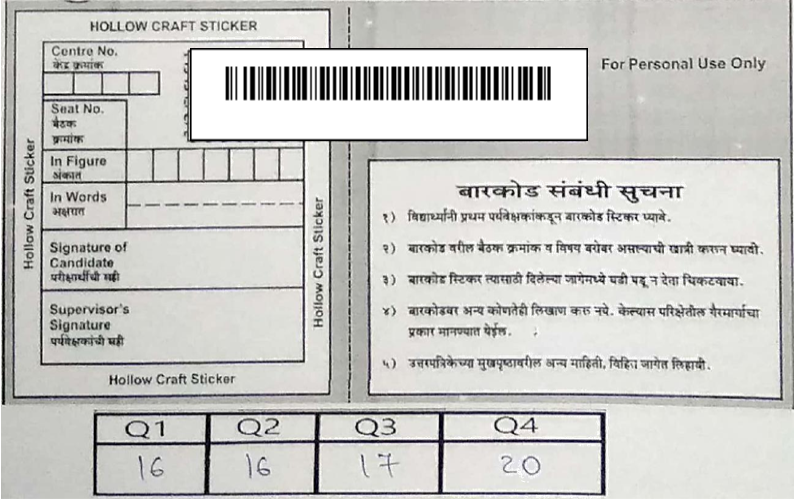 HOLLOW CRAFT STICKER
Centre No.
केंद्र क्रमांक
Seat No.
बैठक
क्रमांक
In Figure
अंकात
In Words
अक्षरात
Signature of
Candidate
परीक्षार्थीची सही
Supervisor's
Signature
पर्यवेक्षकांची सही
Hollow Craft Sticker
Hollow Craft Sticker
Hollow Craft Sticker
For Personal Use Only
बारकोड संबंधी सुचना
१) विद्यार्थ्यांनी प्रथम पर्यवेक्षकांकडून बारकोड स्टिकर घ्यावे.
२) बारकोड वरील बैठक क्रमांक व विषय बरोबर असल्याची खात्री करून घ्यावी.
३) बारकोड स्टिकर त्यासाठी दिलेल्या जागेमध्ये घडी पडू न देता चिकटवावा.
४) बारकोडवर अन्य कोणतेही लिखाण करू नये. केल्यास परिक्षेतील गैरमार्गाचा
प्रकार मानण्यात येईल.
५) उत्तरपत्रिकेच्या मुखपृष्ठावरील अन्य माहिती, विहित जागेत लिहावी.
Q1 Q2 Q3 Q4
16 16 17 20